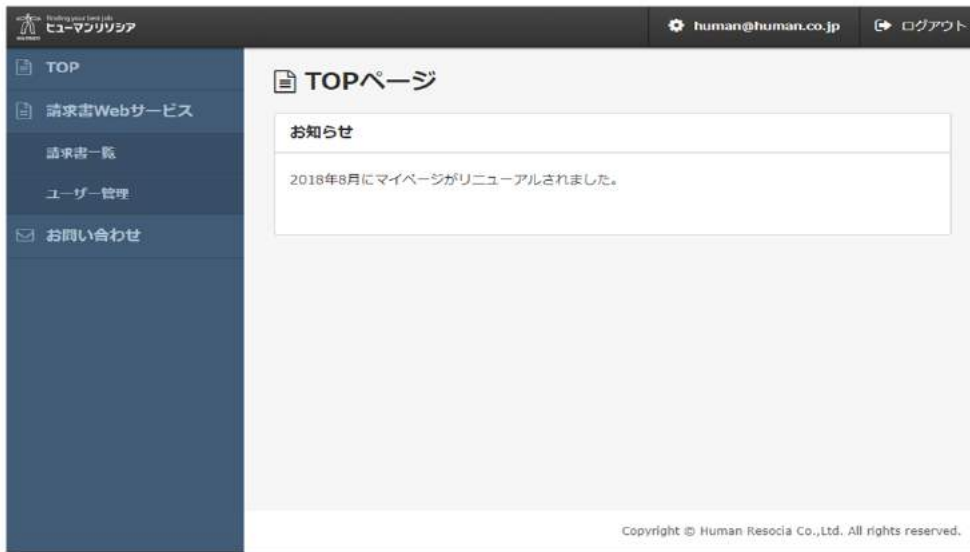 Finding your best job
ヒューマンリソシア
human@human.co.jp
ログアウト
TOP
請求書Webサービス
請求書一覧
ユーザー管理
お問い合わせ
TOPページ
お知らせ
2018年8月にマイページがリニューアルされました。
Copyright © Human Resocia Co.,Ltd. All rights reserved.